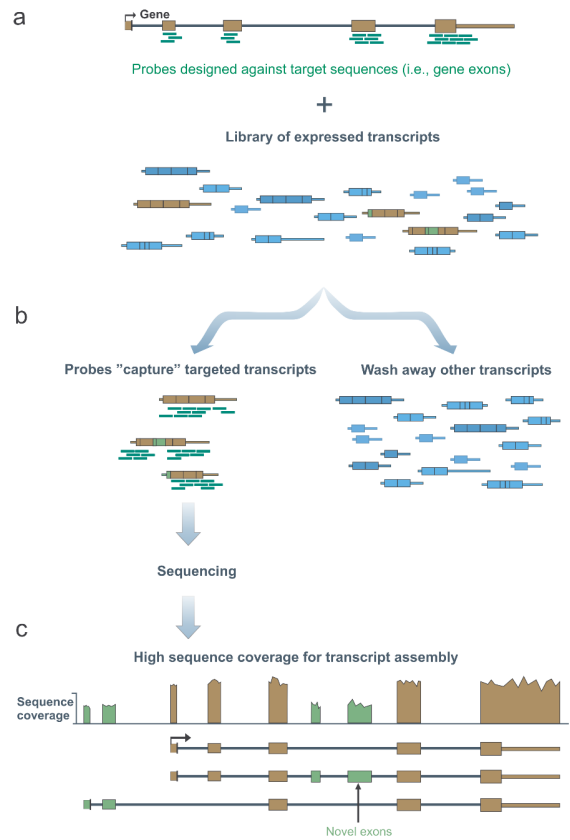 a
Gene
Probes designed against target sequences (i.e., gene exons)
+
Library of expressed transcripts
b
Probes ”capture” targeted transcripts
Wash away other transcripts
Sequencing
c
High sequence coverage for transcript assembly
Sequence
coverage
Novel exons